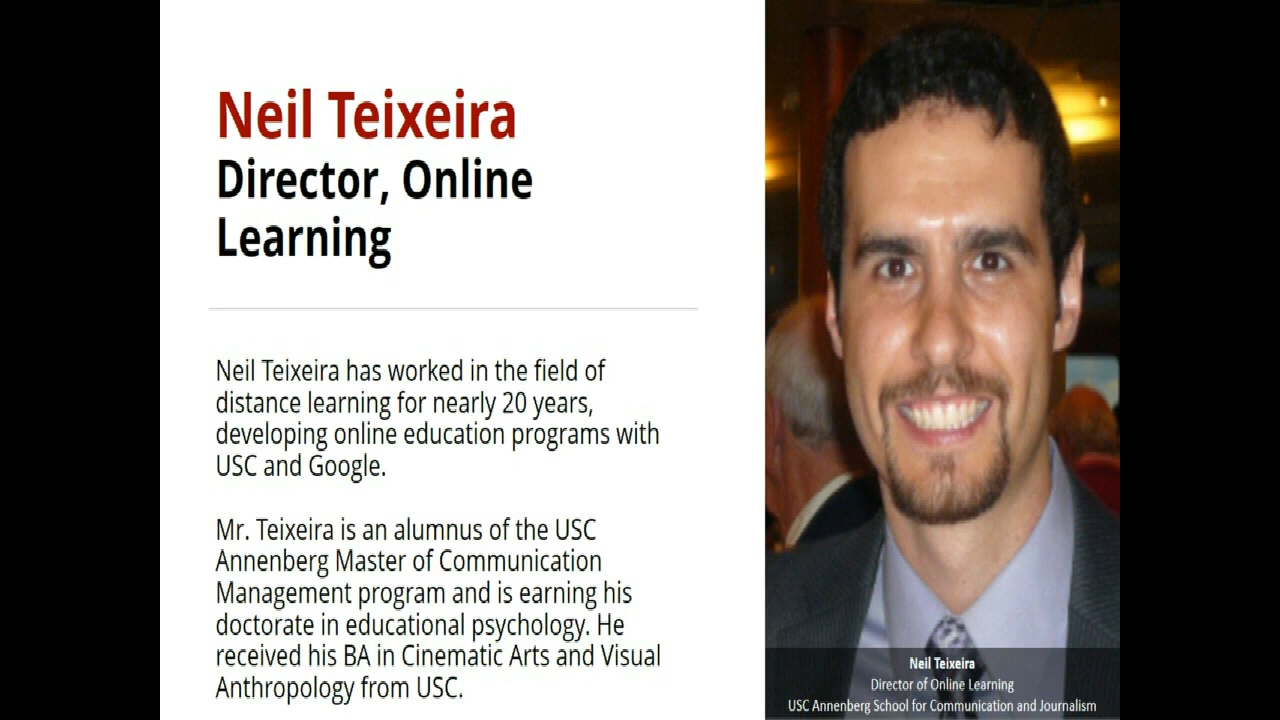 Neil Teixeira
Director, Online
Learning
Neil Teixeira has worked in the field of
distance learning for nearly 20 years,
developing online education programs with
USC and Google.
Mr. Teixeira is an alumnus of the USC
Annenberg Master of Communication
Management program and is earning his
doctorate in educational psychology. He
received his BA in Cinematic Arts and Visual
Anthropology from USC.
Neil Teixeira
Director of Online Learning
USC Annenberg School for Communication and Journalism